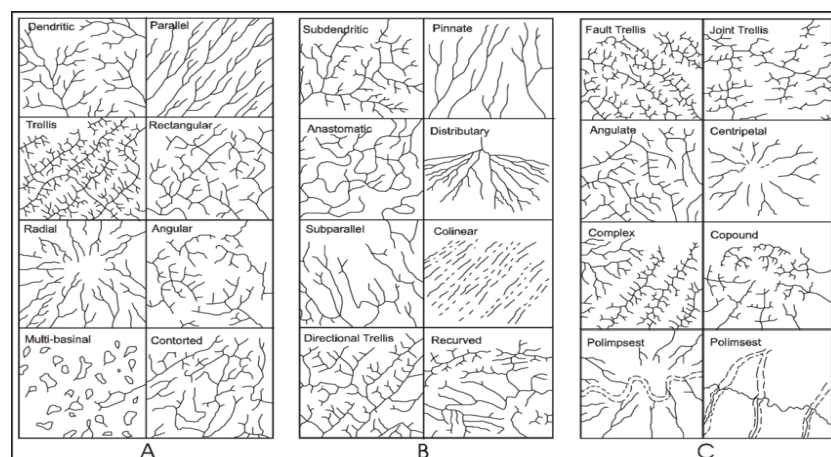 Dendritic
Parallel
Trellis
Rectangular
Radial
Angular
Multi-basinal
Contorted
A
Subdendritic
Pinnate
Anastomatic
Distributary
Subparallel
Colinear
Directional Trellis
Recurved
B
Fault Trellis
Joint Trellis
Angulate
Centripetal
Complex
Copound
Polimpsest
Polimsest
C